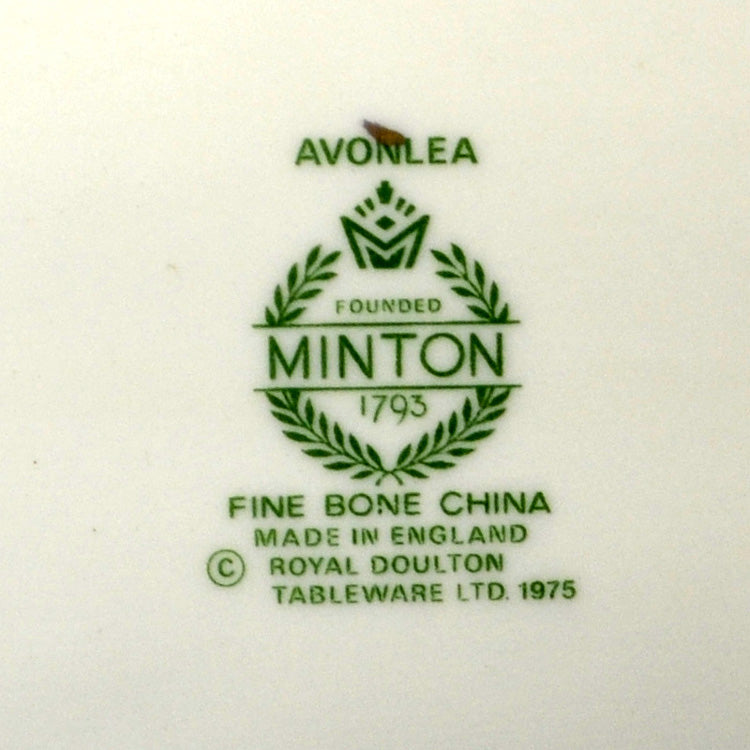 AVONLEA
FOUNDED
MINTON
1793
FINE BONE CHINA
MADE IN ENGLAND
© ROYAL DOULTON
TABLEWARE LTD. 1975